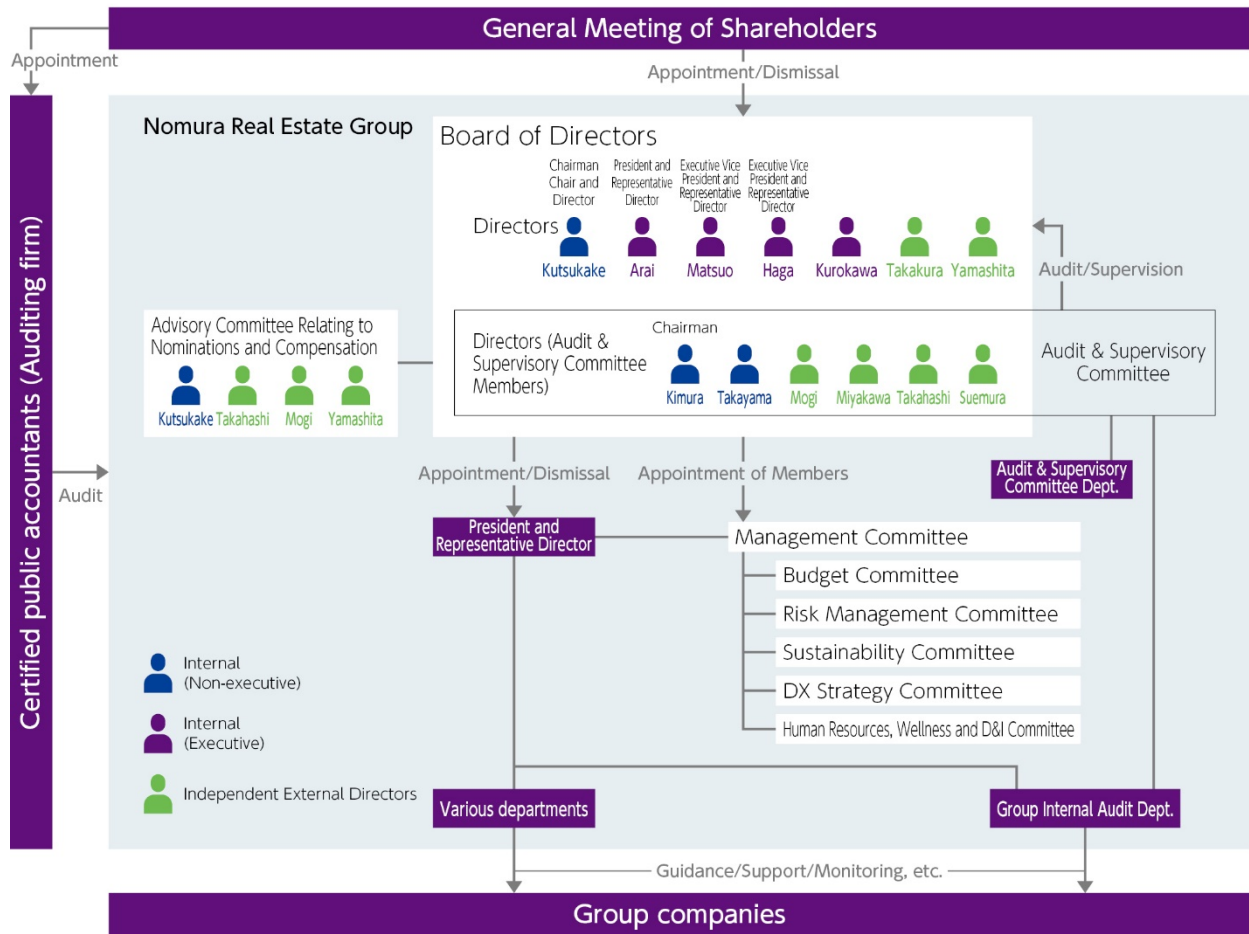 General Meeting of Shareholders
Appointment
Appointment/Dismissal
Certified public accountants (Auditing firm)
Nomura Real Estate Group
Board of Directors
Chairman
Chair and
Director
President and
Representative
Director
Executive Vice
President and
Representative
Director
Executive Vice
President and
Representative
Director
Directors
Kutsukake
Arai
Matsuo
Haga
Kurokawa
Takakura
Yamashita
Audit/Supervision
Advisory Committee Relating to
Nominations and Compensation
Kutsukake
Takahashi
Mogi
Yamashita
Directors (Audit &
Supervisory Committee
Members)
Chairman
Kimura
Takayama
Mogi
Miyakawa
Takahashi
Suemura
Audit & Supervisory
Committee
Audit
Appointment/Dismissal
Appointment of Members
Audit & Supervisory
Committee Dept.
President and
Representative Director
Management Committee
Budget Committee
Risk Management Committee
Sustainability Committee
DX Strategy Committee
Human Resources, Wellness and D&I Committee
Internal
(Non-executive)
Internal
(Executive)
Independent External Directors
Various departments
Group Internal Audit Dept.
Guidance/Support/Monitoring, etc.
Group companies